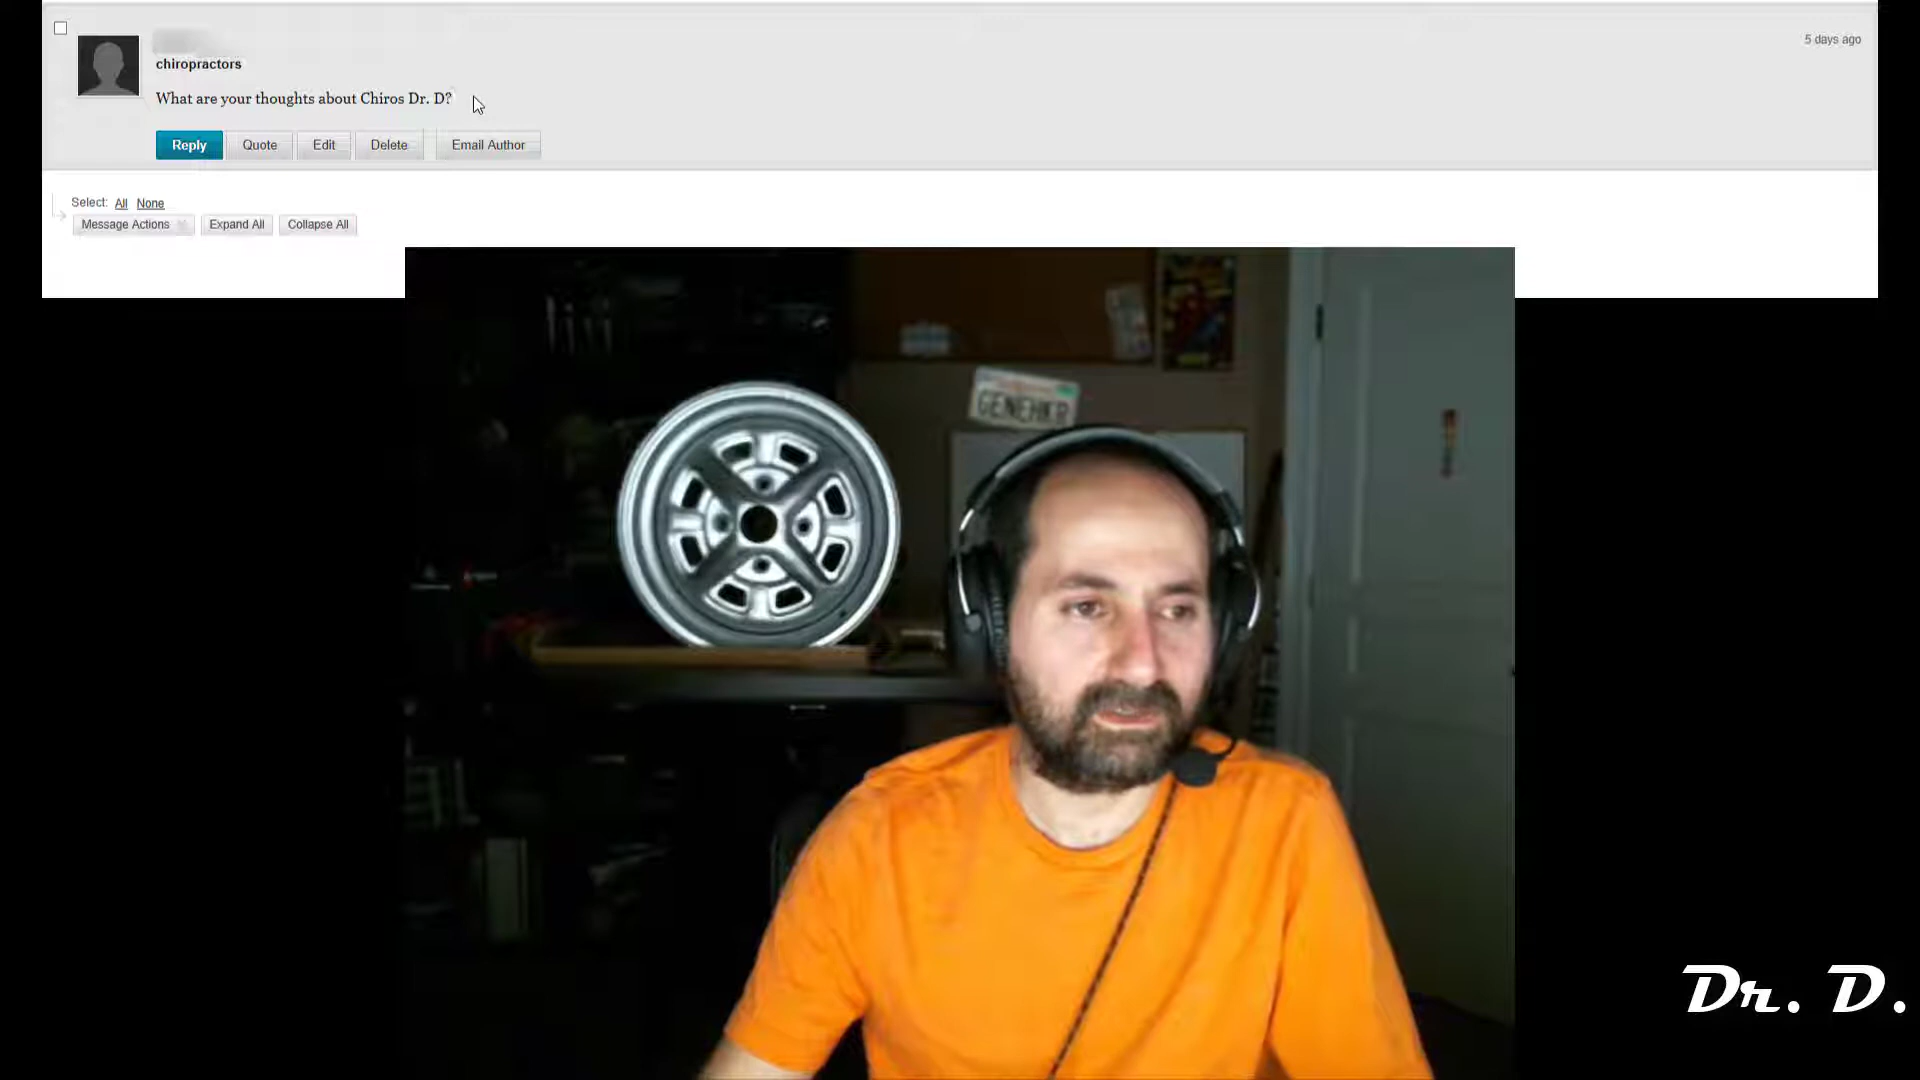 5 days ago
chiropractors
What are your thoughts about Chiros Dr. D?
Reply Quote Edit Delete Email Author
Select: All None
Message Actions Expand All Collapse All
GENEHKR
Dr. D.